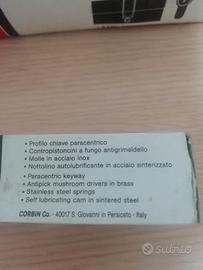 • Profilo chiave paracentrico
• Contropistoncini a fungo antigrimaldello
• Molle in acciaio inox
• Nottolino autolubrificante in acciaio sinterizzato
• Paracentric keyway
• Antipick mushroom drivers in brass
• Stainless steel springs
• Self lubricating cam in sintered steel
CORBIN Co. - 40017 S. Giovanni in Persiceto - Italy
subito